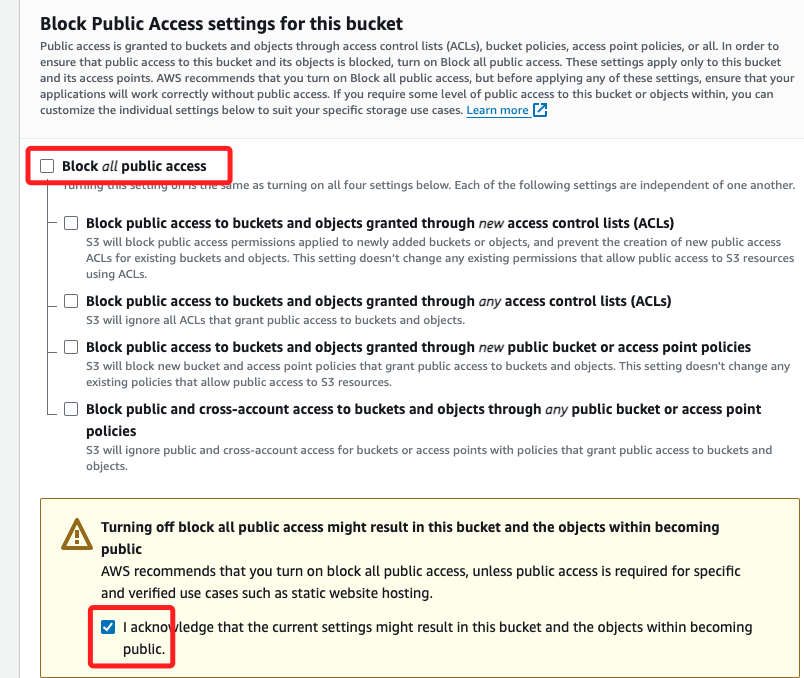 Block Public Access settings for this bucket
Public access is granted to buckets and objects through access control lists (ACLs), bucket policies, access point policies, or all. In order to
ensure that public access to this bucket and its objects is blocked, turn on Block all public access. These settings apply only to this bucket
and its access points. AWS recommends that you turn on Block all public access, but before applying any of these settings, ensure that your
applications will work correctly without public access. If you require some level of public access to this bucket or objects within, you can
customize the individual settings below to suit your specific storage use cases. Learn more
Block all public access
Turning this setting on is the same as turning on all four settings below. Each of the following settings are independent of one another.
Block public access to buckets and objects granted through new access control lists (ACLs)
S3 will block public access permissions applied to newly added buckets or objects, and prevent the creation of new public access
ACLs for existing buckets and objects. This setting doesn't change any existing permissions that allow public access to S3 resources
using ACLs.
Block public access to buckets and objects granted through any access control lists (ACLs)
S3 will ignore all ACLs that grant public access to buckets and objects.
Block public access to buckets and objects granted through new public bucket or access point policies
S3 will block new bucket and access point policies that grant public access to buckets and objects. This setting doesn't change any
existing policies that allow public access to S3 resources.
Block public and cross-account access to buckets and objects through any public bucket or access point
policies
S3 will ignore public and cross-account access for buckets or access points with policies that grant public access to buckets and
objects.
Turning off block all public access might result in this bucket and the objects within becoming
public
AWS recommends that you turn on block all public access, unless public access is required for specific
and verified use cases such as static website hosting.
I acknowledge that the current settings might result in this bucket and the objects within becoming
public.